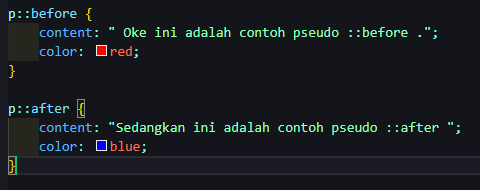 p::before {
    content: " Oke ini adalah contoh pseudo ::before .";
    color: red;
}

p::after {
    content: "Sedangkan ini adalah contoh pseudo ::after ";
    color: blue;
}